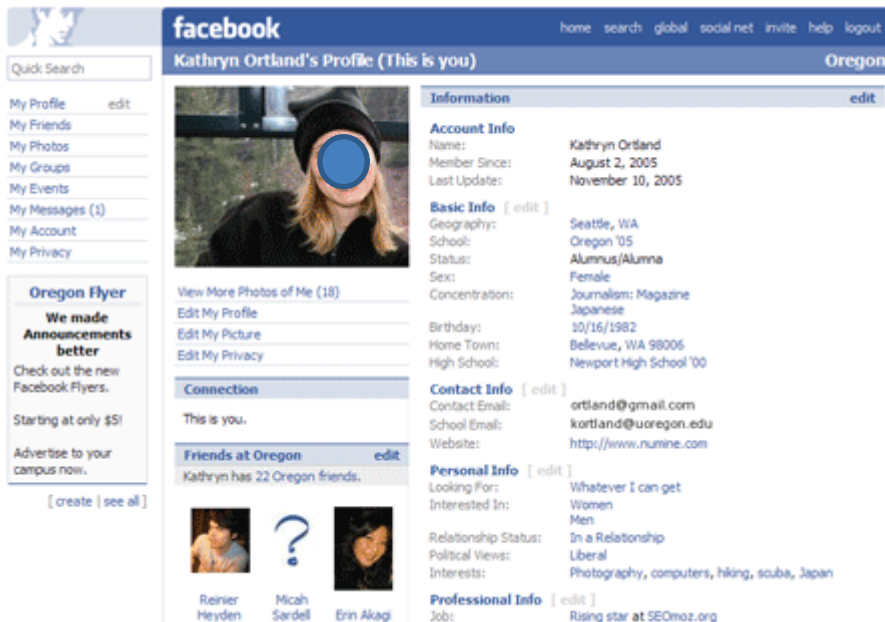 facebook
home search global social net invite help logout
Kathryn Ortland's Profile (This is you)
Oregon
Quick Search
My Profile edit
My Friends
My Photos
My Groups
My Events
My Messages (1)
My Account
My Privacy
Oregon Flyer
We made
Announcements
better
Check out the new
Facebook Flyers.
Starting at only $5!
Advertise to your
campus now.
[ create | see all ]
View More Photos of Me (18)
Edit My Profile
Edit My Picture
Edit My Privacy
Connection
This is you.
Friends at Oregon edit
Kathryn has 22 Oregon friends.
?
Reinier
Heyden
Micah
Sardell
Erin Akagi
Information edit
Account Info
Name: Kathryn Ortland
Member Since: August 2, 2005
Last Update: November 10, 2005
Basic Info [ edit ]
Geography: Seattle, WA
School: Oregon '05
Status: Alumnus/Alumna
Sex: Female
Concentration: Journalism: Magazine
Japanese
Birthday: 10/16/1982
Home Town: Bellevue, WA 98006
High School: Newport High School '00
Contact Info [ edit ]
Contact Email: ortland@gmail.com
School Email: kortland@uoregon.edu
Website: http://www.numine.com
Personal Info [ edit ]
Looking For: Whatever I can get
Interested In: Women
Men
Relationship Status: In a Relationship
Political Views: Liberal
Interests: Photography, computers, hiking, scuba, Japan
Professional Info [ edit ]
Job: Rising star at SEOmoz.org